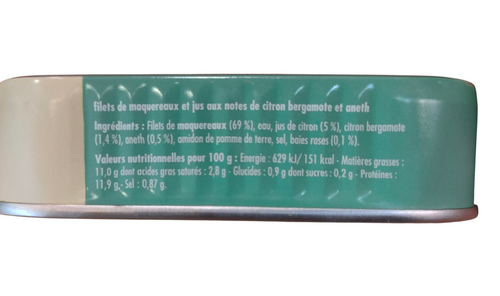 filets de maquereaux et jus aux notes de citron bergamote et aneth
Ingrédients : Filets de maquereaux (69 %), eau, jus de citron (5 %), citron bergamote
(1,4 %), aneth (0,5 %), amidon de pomme de terre, sel, baies roses (0,1 %).
Valeurs nutritionnelles pour 100 g : Energie : 629 kJ/ 151 kcal - Matières grasses :
11,0 g dont acides gras saturés : 2,8 g - Glucides : 0,9 g dont sucres : 0,2 g - Protéines :
11,9 g - Sel : 0,87 g.